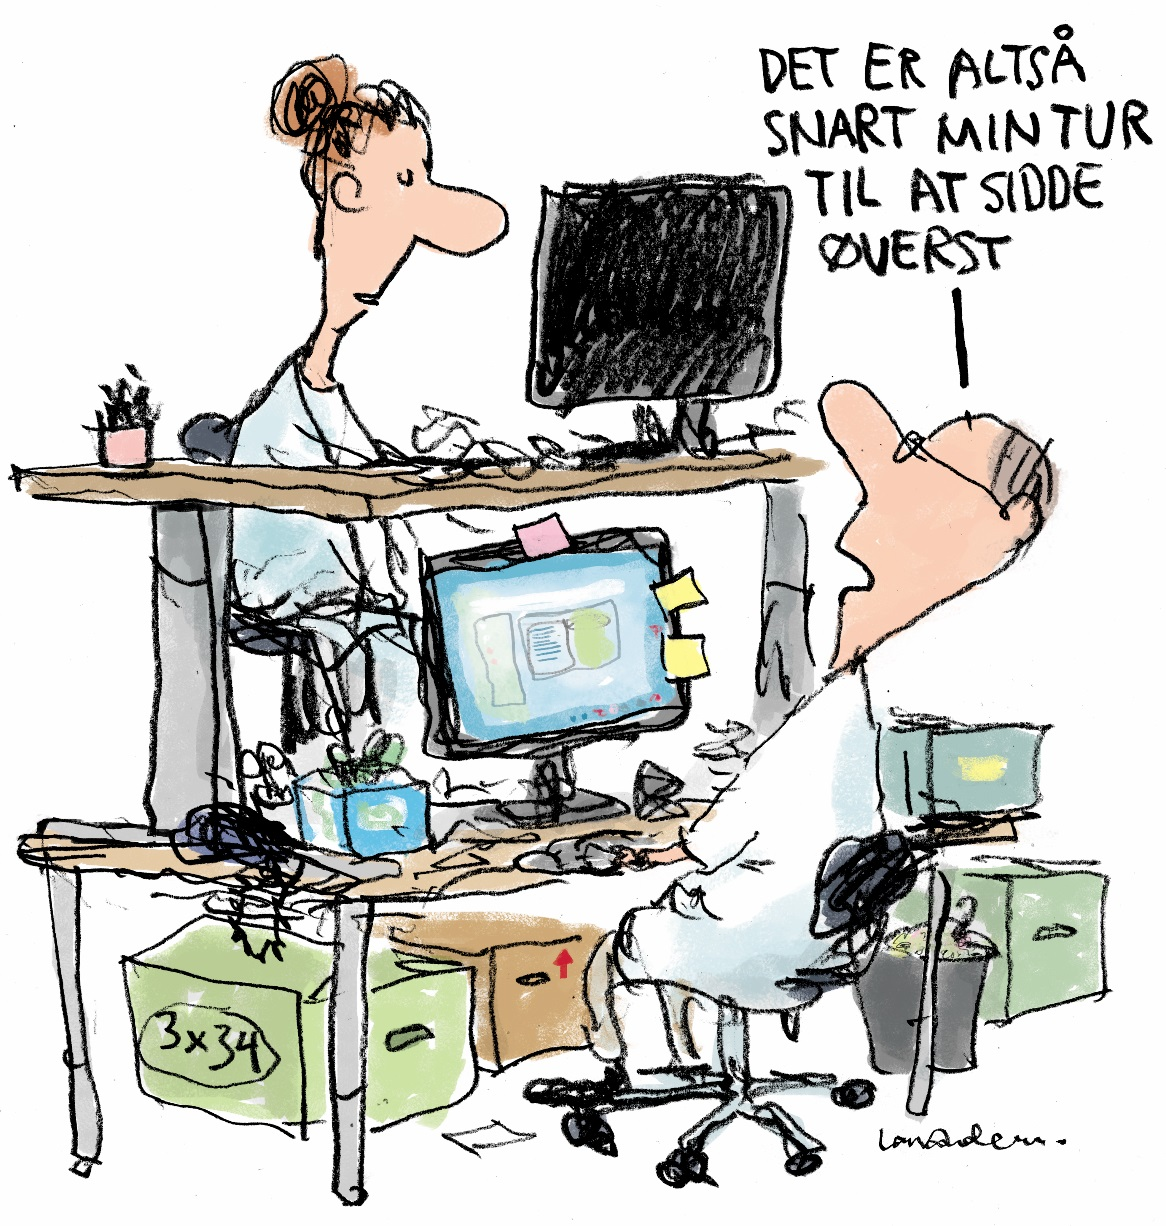 DET ER ALTSÅ
SNART MIN TUR
TIL AT SIDDE
ØVERST
3x34